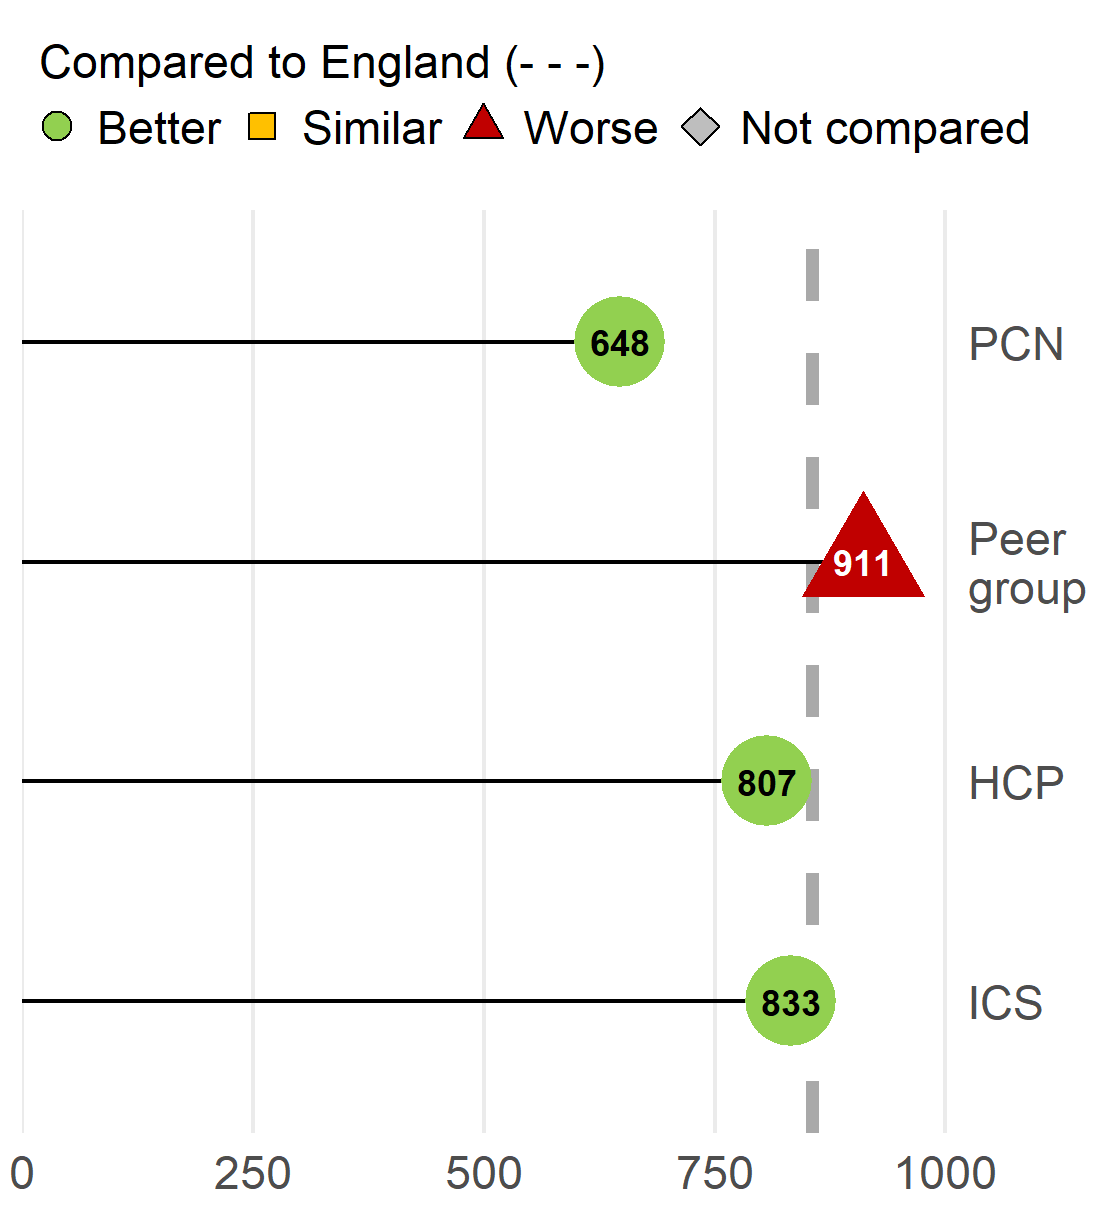 Compared to England (- - -)
Better Similar Worse Not compared
648 PCN
911 Peer group
807 HCP
833 ICS
0 250 500 750 1000